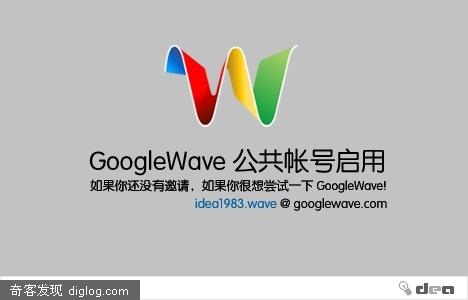 GoogleWave 公共帐号启用
如果你还没有邀请，如果你很想尝试一下 GoogleWave!
idea1983.wave @ googlewave.com
奇客发现 diglog.com
idea